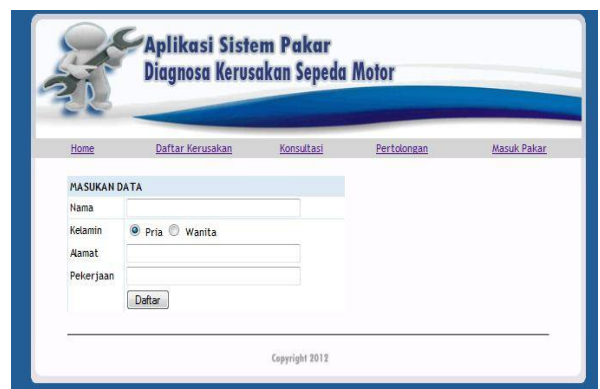 Aplikasi Sistem Pakar
Diagnosa Kerusakan Sepeda Motor
Home Daftar Kerusakan Konsultasi Pertolongan Masuk Pakar
MASUKAN DATA
Nama
Kelamin Pria Wanita
Alamat
Pekerjaan
Daftar
Copyright 2012